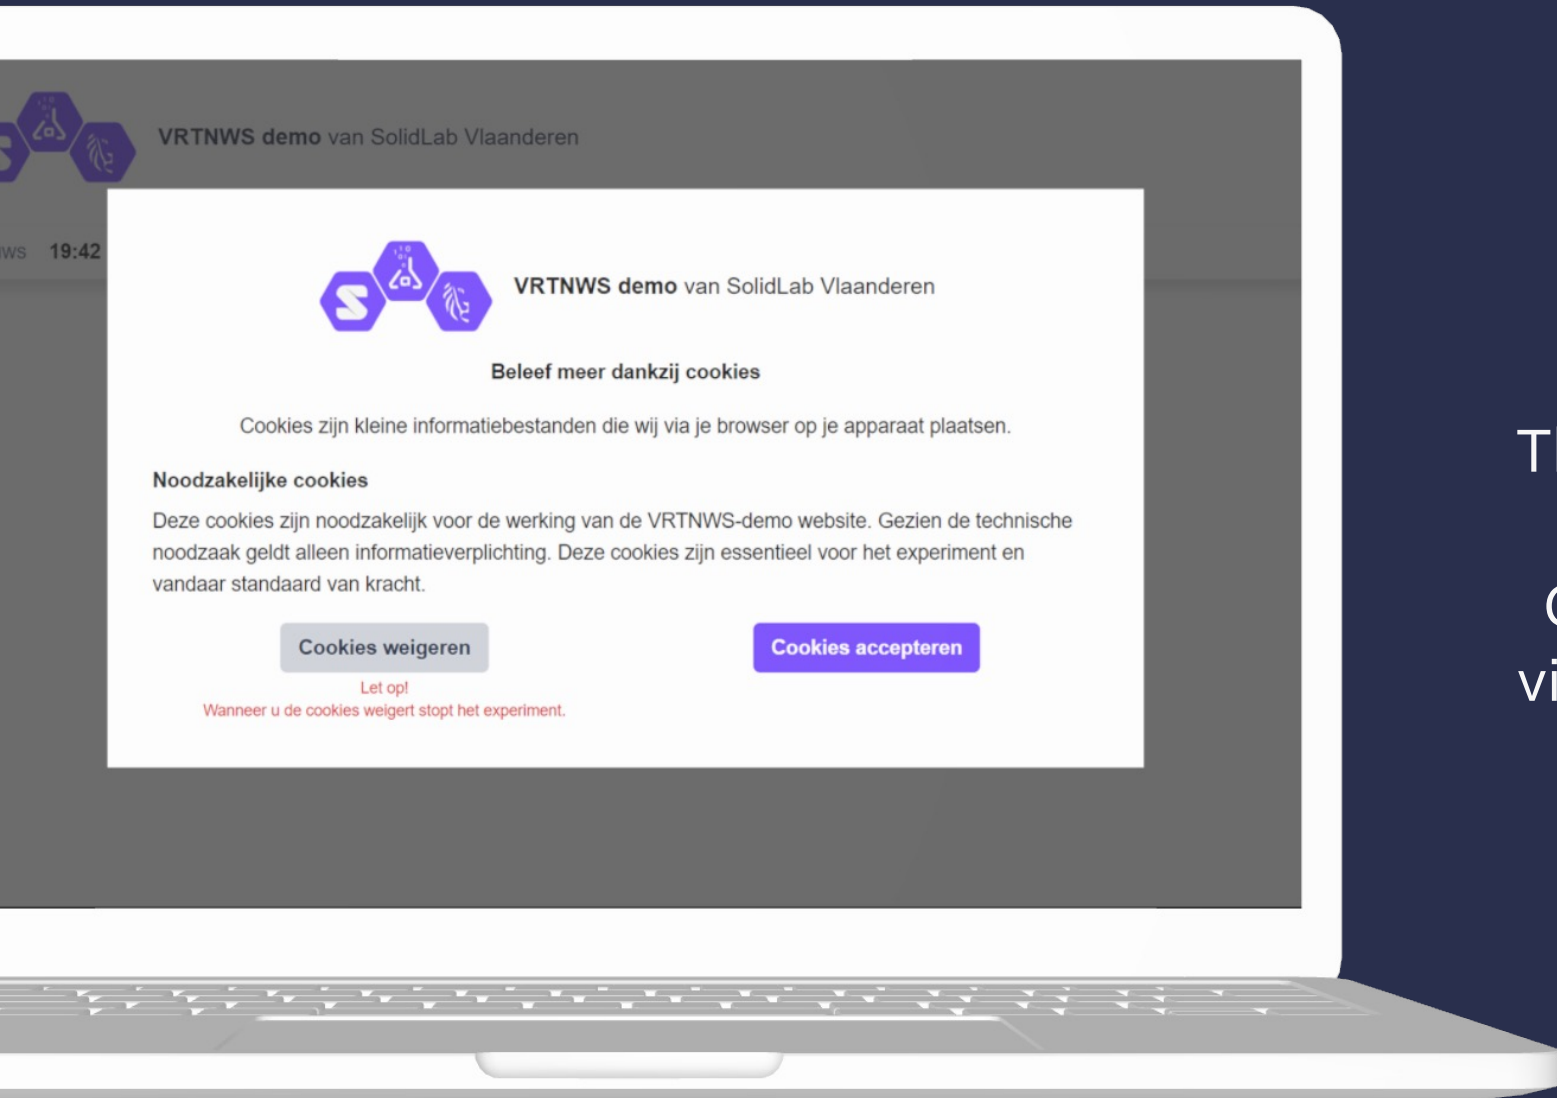 VRTNWS demo van SolidLab Vlaanderen
19:42
VRTNWS demo van SolidLab Vlaanderen
Beleef meer dankzij cookies
Cookies zijn kleine informatiebestanden die wij via je browser op je apparaat plaatsen.
Noodzakelijke cookies
Deze cookies zijn noodzakelijk voor de werking van de VRTNWS-demo website. Gezien de technische
noodzaak geldt alleen informatieverplichting. Deze cookies zijn essentieel voor het experiment en
vandaar standaard van kracht.
Cookies weigeren
Cookies accepteren
Let op!
Wanneer u de cookies weigert stopt het experiment.